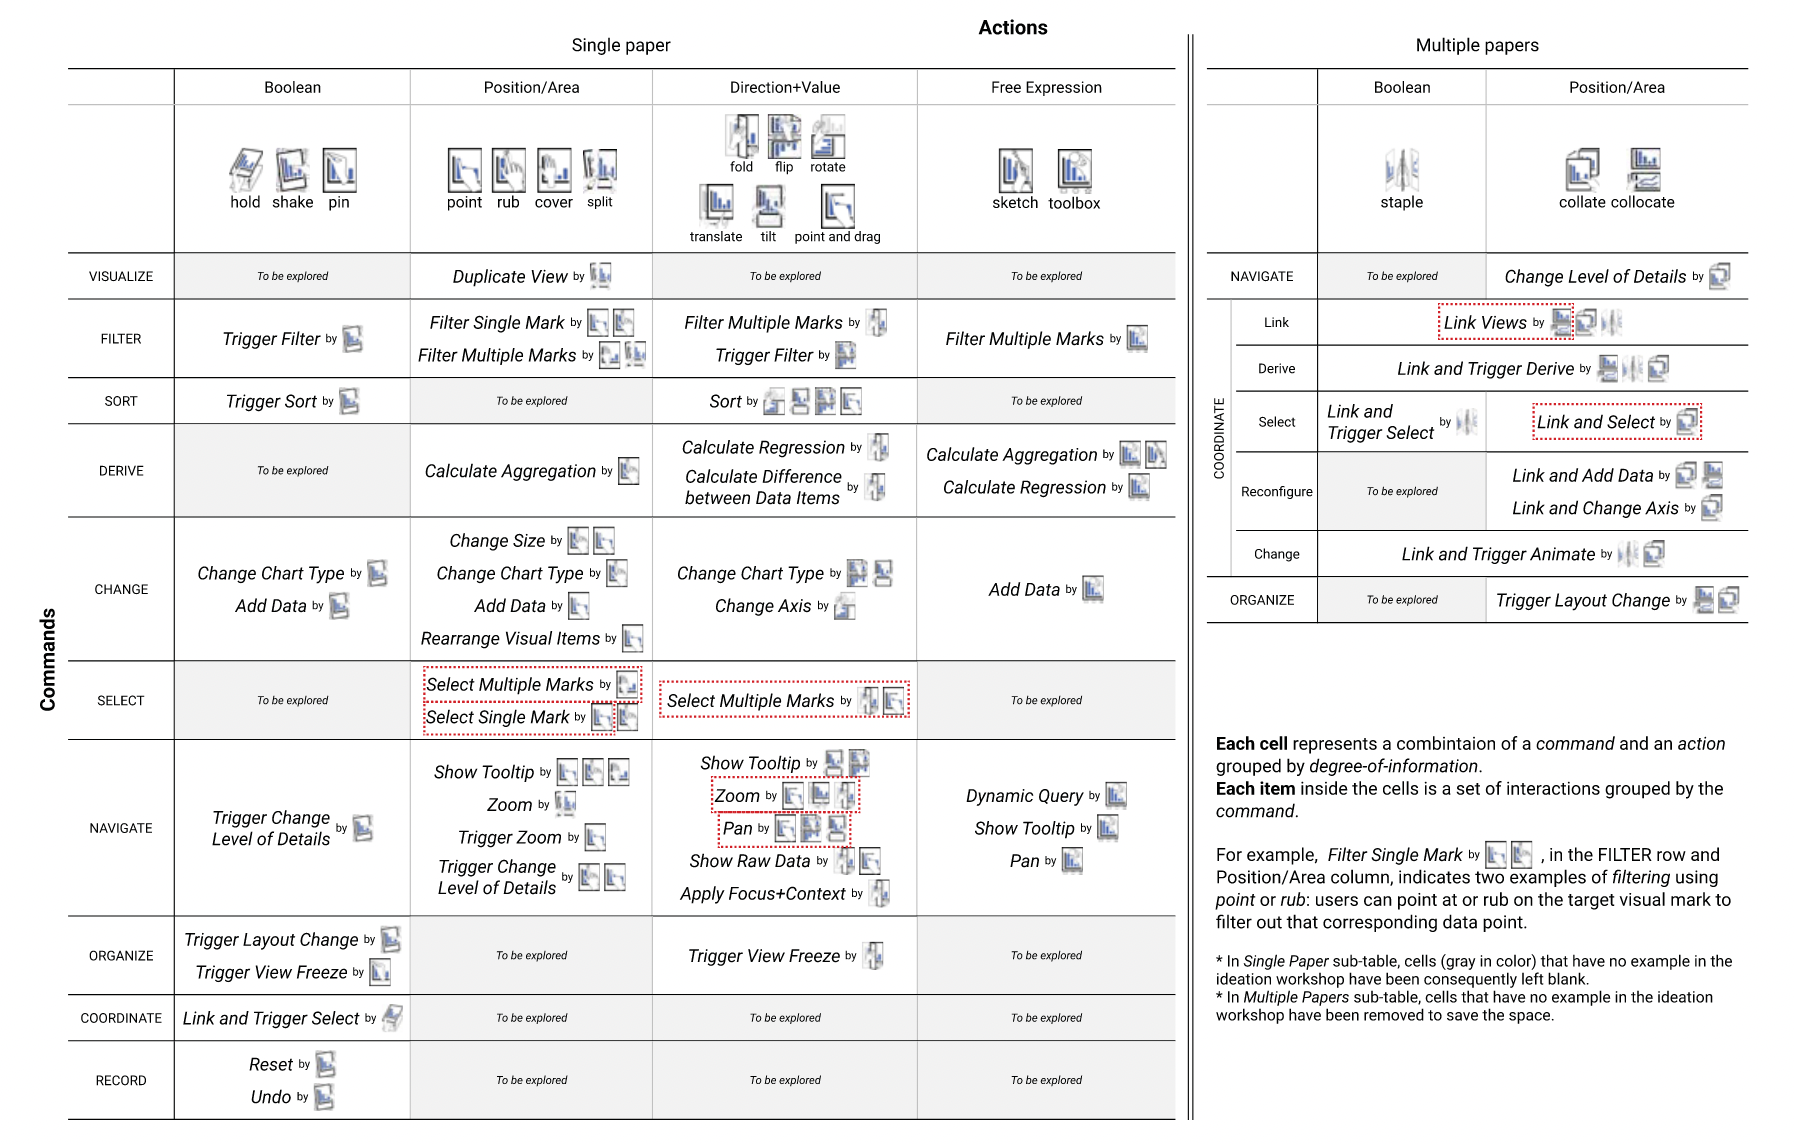 Actions
Single paper
Multiple papers
Boolean Position/Area Direction+Value Free Expression
Boolean Position/Area
fold flip rotate
hold shake pin
point rub cover split
translate tilt point and drag
sketch toolbox
staple
collate collocate
Commands
VISUALIZE To be explored Duplicate View by To be explored To be explored
FILTER
Trigger Filter by
Filter Single Mark by
Filter Multiple Marks by
Filter Multiple Marks by
Trigger Filter by
Filter Multiple Marks by
SORT Trigger Sort by To be explored Sort by To be explored
DERIVE
To be explored
Calculate Aggregation by
Calculate Regression by
Calculate Difference
between Data Items by
Calculate Aggregation by
Calculate Regression by
CHANGE
Change Chart Type by
Add Data by
Change Size by
Change Chart Type by
Add Data by
Rearrange Visual Items by
Change Chart Type by
Change Axis by
Add Data by
SELECT
To be explored
Select Multiple Marks by
Select Single Mark by
Select Multiple Marks by
To be explored
NAVIGATE
Trigger Change
Level of Details by
Show Tooltip by
Zoom by
Trigger Zoom by
Trigger Change
Level of Details by
Show Tooltip by
Zoom by
Pan by
Show Raw Data by
Apply Focus+Context by
Dynamic Query by
Show Tooltip by
Pan by
ORGANIZE
Trigger Layout Change by
Trigger View Freeze by
To be explored
Trigger View Freeze by
To be explored
COORDINATE Link and Trigger Select by To be explored To be explored To be explored
RECORD
Reset by
Undo by
To be explored
To be explored
To be explored
NAVIGATE To be explored Change Level of Details by
COORDINATE
Link Link Views by
Derive Link and Trigger Derive by
Select
Link and
Trigger Select by
Link and Select by
Reconfigure
To be explored
Link and Add Data by
Link and Change Axis by
Change Link and Trigger Animate by
ORGANIZE To be explored Trigger Layout Change by
Each cell represents a combintaion of a command and an action
grouped by degree-of-information.
Each item inside the cells is a set of interactions grouped by the
command.
For example, Filter Single Mark by , in the FILTER row and
Position/Area column, indicates two examples of filtering using
point or rub: users can point at or rub on the target visual mark to
filter out that corresponding data point.
* In Single Paper sub-table, cells (gray in color) that have no example in the
ideation workshop have been consequently left blank.
* In Multiple Papers sub-table, cells that have no example in the ideation
workshop have been removed to save the space.